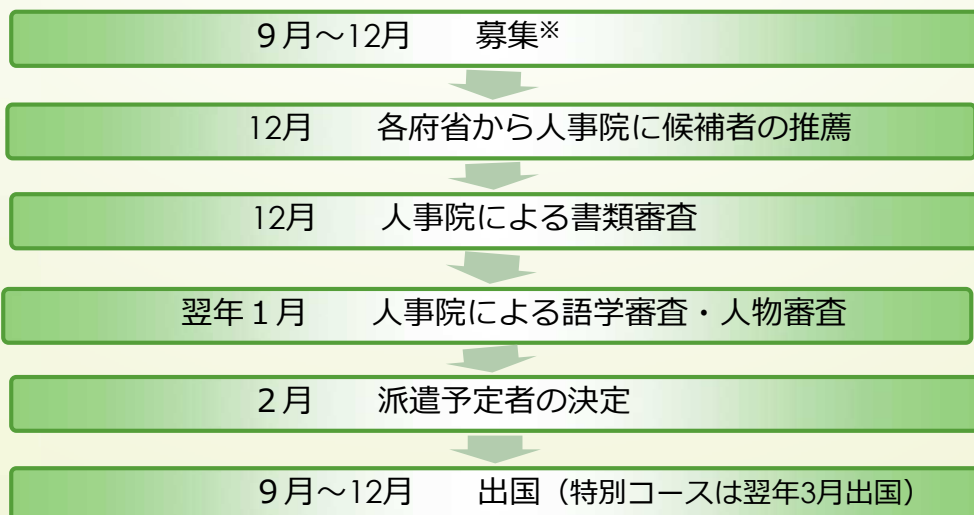 ９月～12月　募集※
12月　各府省から人事院に候補者の推薦
12月　人事院による書類審査
翌年１月　人事院による語学審査・人物審査
２月　派遣予定者の決定
９月～12月　出国（特別コースは翌年3月出国）